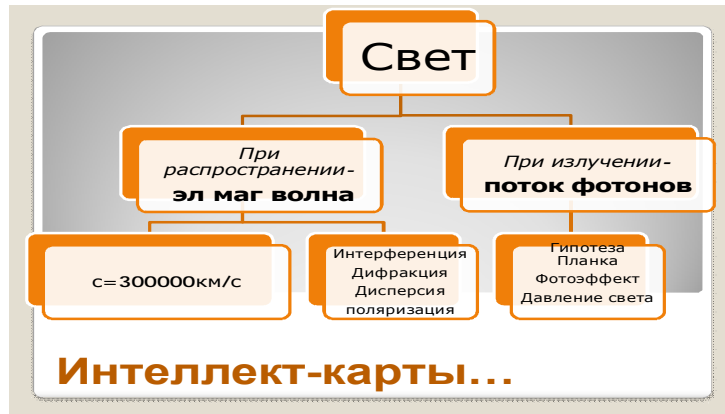 Свет
При
распространении-
эл маг волна
При излучении-
поток фотонов
с=300000км/с
Интерференция
Дифракция
Дисперсия
поляризация
Гипотеза
Планка
Фотоэффект
Давление света
Интеллект-карты...